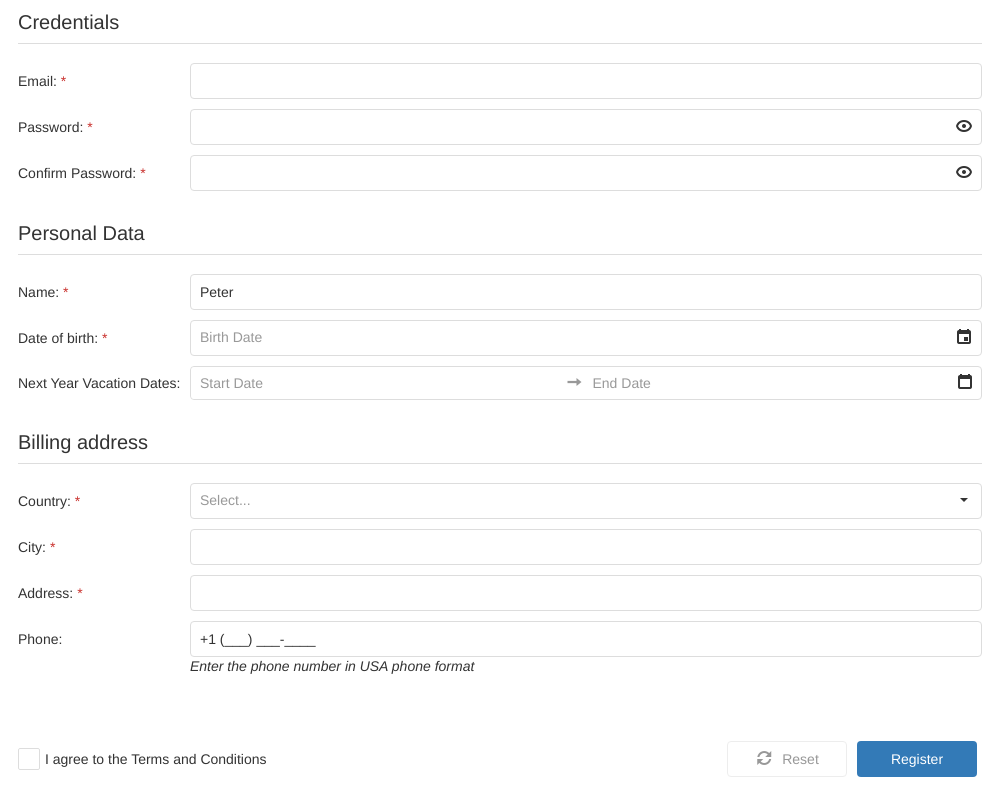 Credentials
Email: *
Password: *
Confirm Password: *
Personal Data
Name: * Peter
Date of birth: * Birth Date
Next Year Vacation Dates: Start Date End Date
Billing address
Country: * Select...
City: *
Address: *
Phone: +1 (___) ___-____
Enter the phone number in USA phone format
I agree to the Terms and Conditions Reset Register